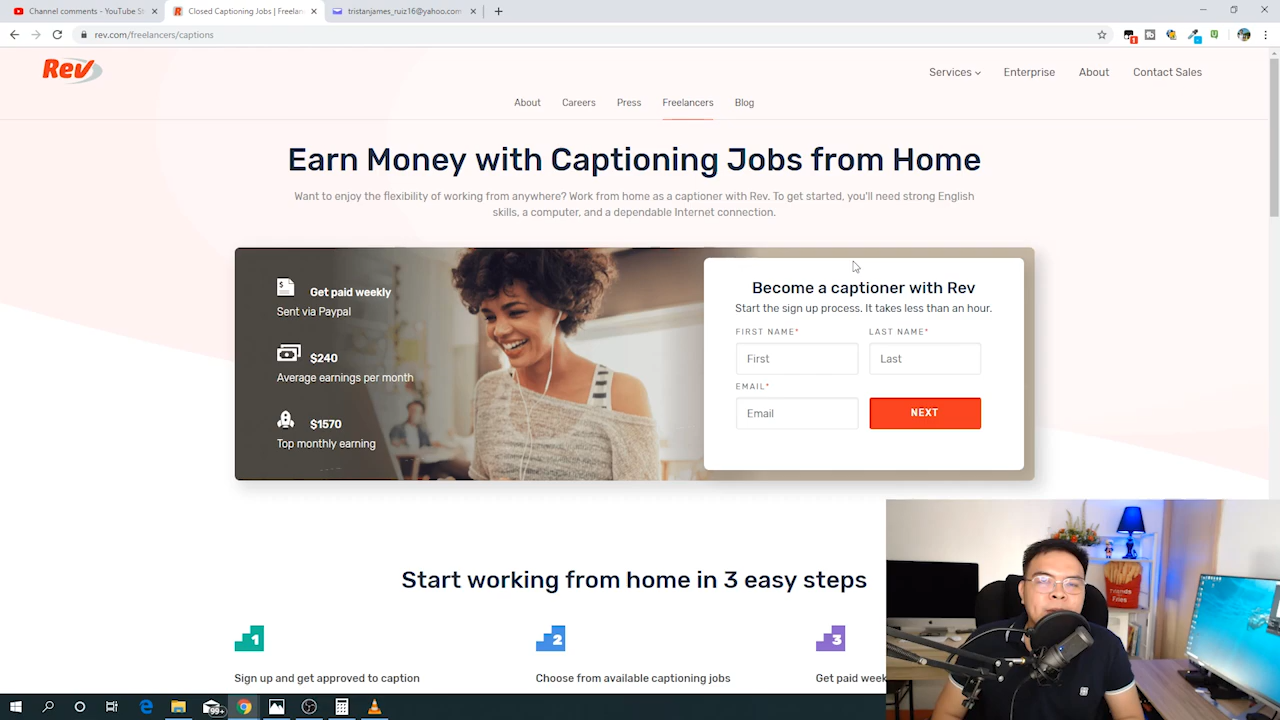 Channel comments - YouTube St
Closed Captioning Jobs | Freelan
tristanjames_ruiz16@yahoo.com
rev.com/freelancers/captions
1
Rev
Services
Enterprise
About
Contact Sales
About
Careers
Press
Freelancers
Blog
Earn Money with Captioning Jobs from Home
Want to enjoy the flexibility of working from anywhere? Work from home as a captioner with Rev. To get started, you'll need strong English
skills, a computer, and a dependable Internet connection.
Get paid weekly
Sent via Paypal
$240
Average earnings per month
$1570
Top monthly earning
Become a captioner with Rev
Start the sign up process. It takes less than an hour.
FIRST NAME*
LAST NAME*
First
Last
EMAIL*
Email
NEXT
Start working from home in 3 easy steps
1
2
3
Sign up and get approved to caption
Choose from available captioning jobs
Get paid week
Friends
Fries
99+